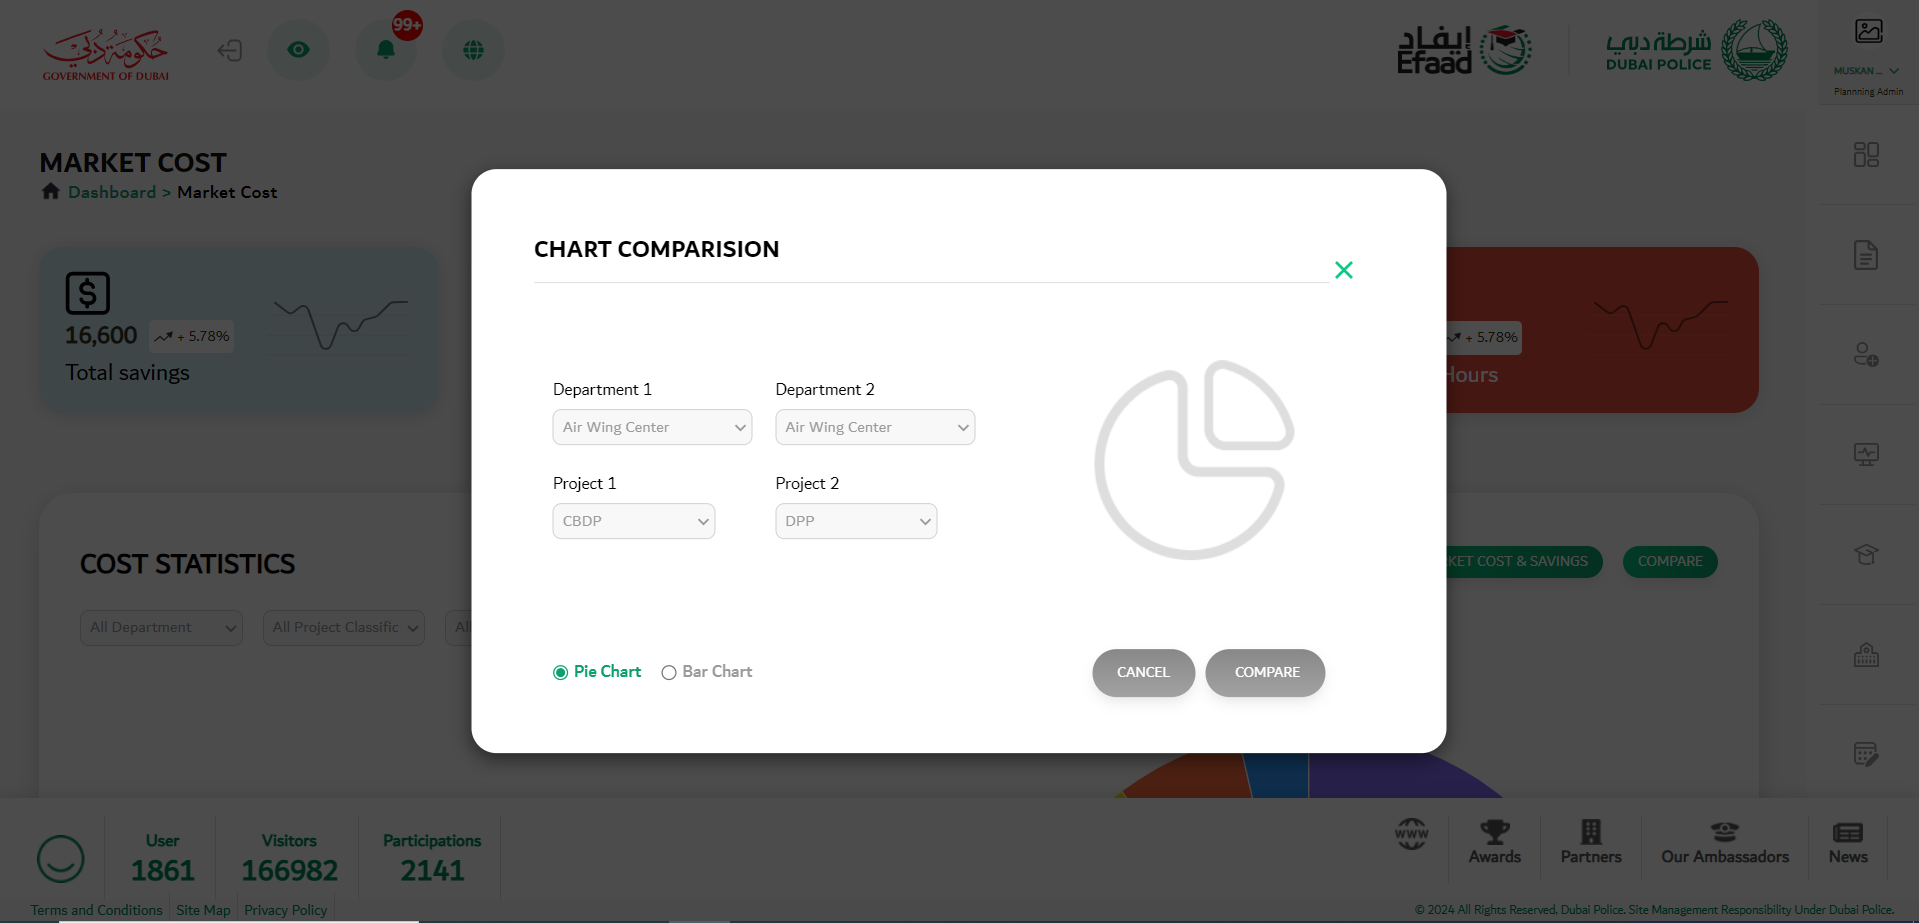 حكومة دبي
GOVERNMENT OF DUBAI
99+
إيفاد
Efaad
شرطة دبي
DUBAI POLICE
MUSKAN ...
Plannning Admin
MARKET COST
Dashboard > Market Cost
16,600
+ 5.78%
Total savings
+ 5.78%
Hours
CHART COMPARISION
Department 1
Department 2
Air Wing Center
Air Wing Center
Project 1
Project 2
CBDP
DPP
Pie Chart
Bar Chart
CANCEL
COMPARE
COST STATISTICS
KET COST & SAVINGS
COMPARE
All Department
All Project Classific
All
User
1861
Visitors
166982
Participations
2141
WWW
Awards
Partners
Our Ambassadors
News
Terms and Conditions
Site Map
Privacy Policy
© 2024 All Rights Reserved, Dubai Police. Site Management Responsibility Under Dubai Police.